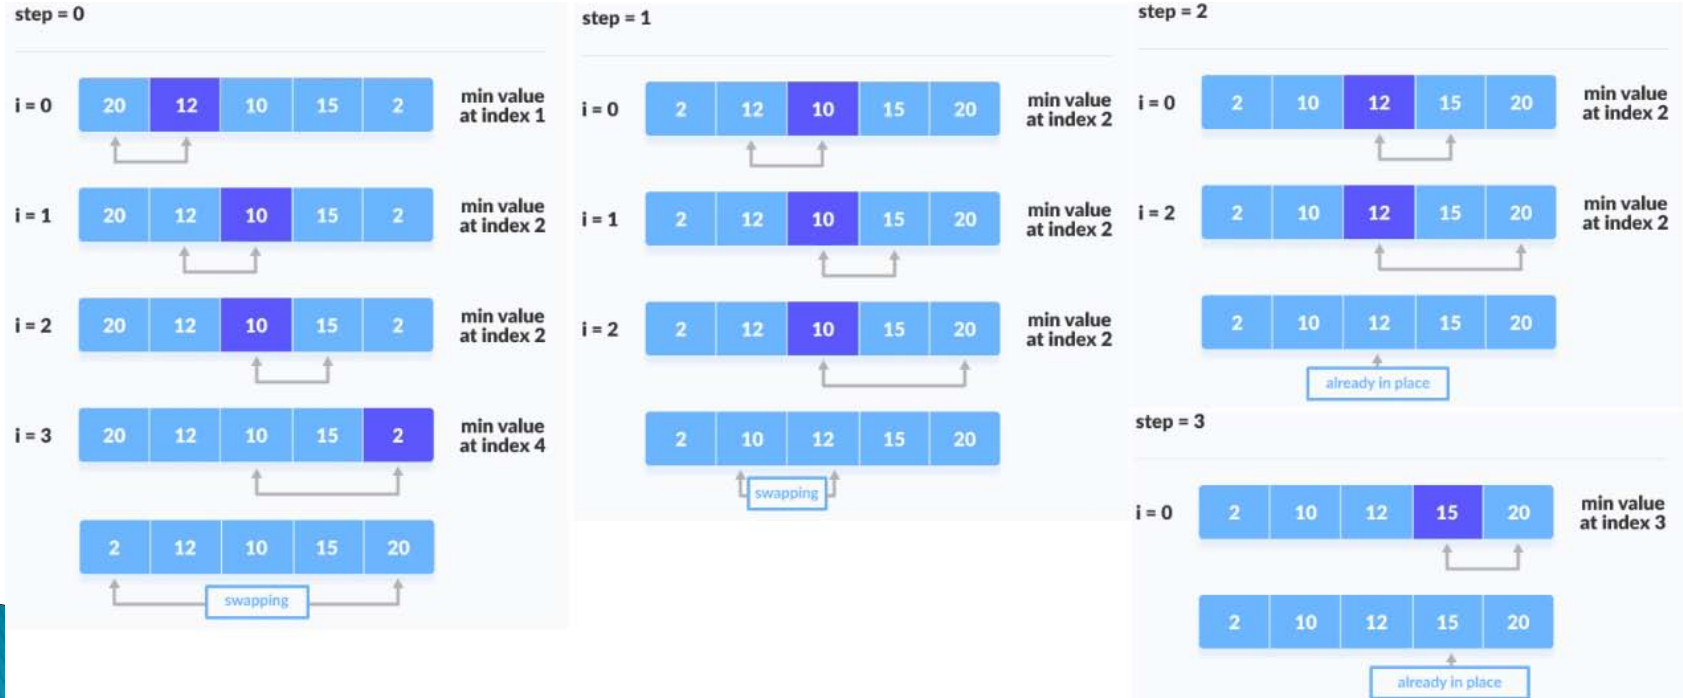 step = 0
i = 0 20 12 10 15 2 min value
at index 1
i = 1 20 12 10 15 2 min value
at index 2
i = 2 20 12 10 15 2 min value
at index 2
i = 3 20 12 10 15 2 min value
at index 4
2 12 10 15 20
swapping
step = 1
i = 0 2 12 10 15 20 min value
at index 2
i = 1 2 12 10 15 20 min value
at index 2
i = 2 2 12 10 15 20 min value
at index 2
2 10 12 15 20
swapping
step = 2
i = 0 2 10 12 15 20 min value
at index 2
i = 2 2 10 12 15 20 min value
at index 2
2 10 12 15 20
already in place
step = 3
i = 0 2 10 12 15 20 min value
at index 3
2 10 12 15 20
already in place